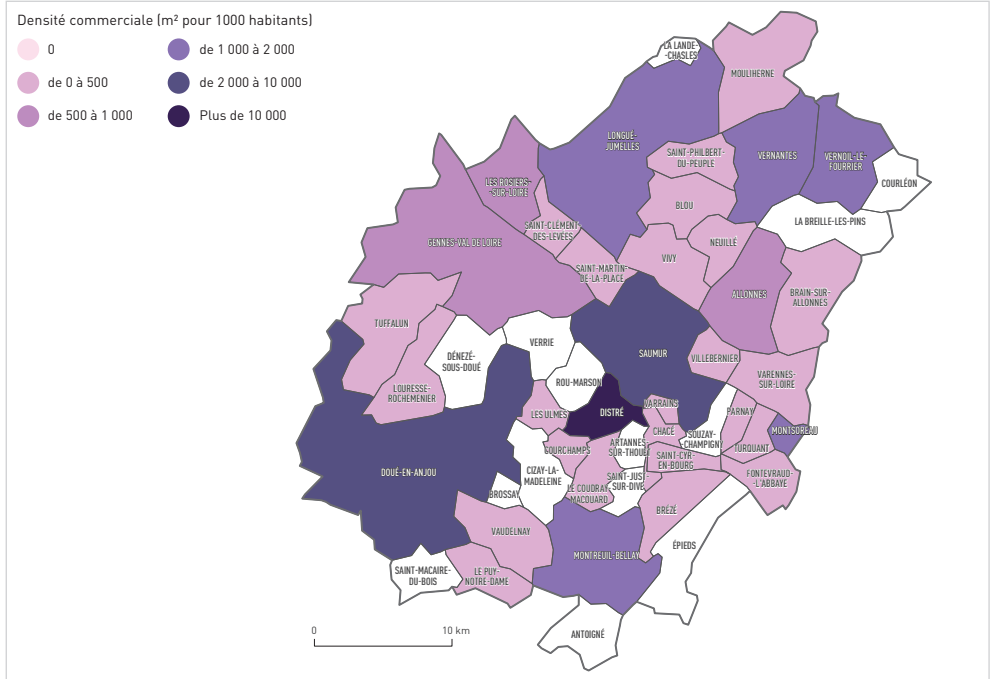 Densité commerciale (m² pour 1000 habitants)
0
de 1 000 à 2 000
de 0 à 500
de 2 000 à 10 000
de 500 à 1 000
Plus de 10 000
LA LANDE-
-CHASLES
MOULIHERNE
LONGUÉ-
JUMELLES
SAINT-PHILBERT-
DU-PEUPLE
VERNANTES
VERNOIL-LE-
FOURRIER
COURLÉON
LES ROSIERS-
-SUR-LOIRE
BLOU
LA BREILLE-LES-PINS
SAINT-CLÉMENT-
DES-LEVÉES
GENNES-VAL DE LOIRE
NEUILLÉ
VIVY
SAINT-MARTIN-
DE-LA-PLACE
ALLONNES
BRAIN-SUR-
ALLONNES
TUFFALUN
VERRIE
DÉNEZÉ-
SOUS-DOUÉ
SAUMUR
VILLEBERNIER
VARENNES-
SUR-LOIRE
ROU-MARSON
LOURESSE-
ROCHEMENIER
LES ULMES
DISTRÉ
VARRAINS
PARNAY
CHACÉ
MONTSOREAU
SOUZAY-
CHAMPIGNY
ARTANNES-
SUR-THOUET
TURQUANT
COURCHAMPS
SAINT-CYR-
EN-BOURG
DOUÉ-EN-ANJOU
CIZAY-LA-
MADELEINE
SAINT-JUST-
SUR-DIVE
FONTEVRAUD-
-L'ABBAYE
BROSSAY
LE COUDRAY-
MACOUARD
BRÉZÉ
VAUDELNAY
ÉPIEDS
MONTREUIL-BELLAY
SAINT-MACAIRE-
DU-BOIS
LE PUY-
NOTRE-DAME
ANTOIGNÉ
0
10 km